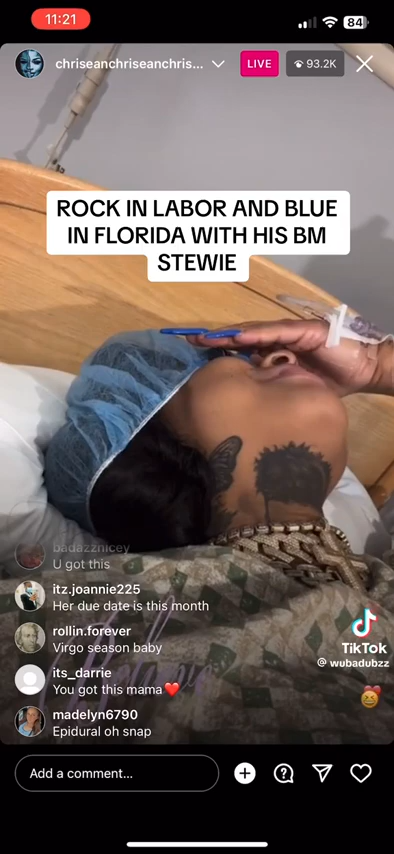 11:21
84
chriseanchriseanchris...
LIVE
93.2K
ROCK IN LABOR AND BLUE
IN FLORIDA WITH HIS BM
STEWIE
badazznicey
U got this
itz.joannie225
Her due date is this month
rollin.forever
Virgo season baby
its_darrie
You got this mama❤️
madelyn6790
Epidural oh snap
TikTok
@ wubadubzz
Add a comment...